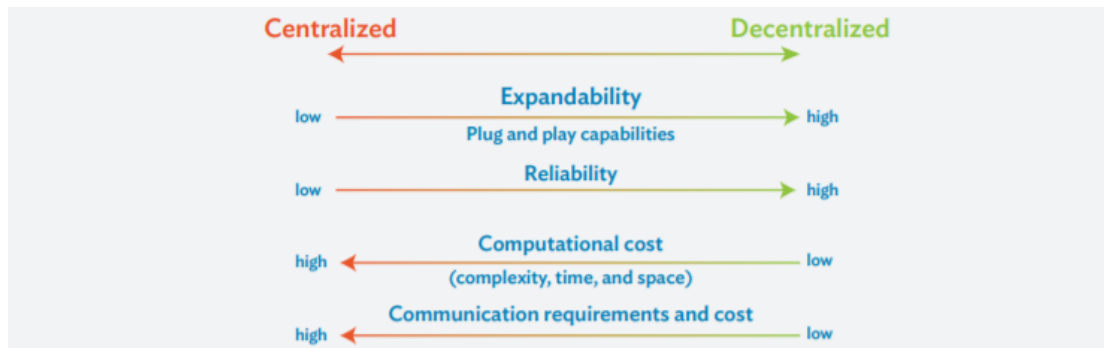 Centralized Decentralized
Expandability
low high
Plug and play capabilities
Reliability
low high
Computational cost
high low
(complexity, time, and space)
Communication requirements and cost
high low